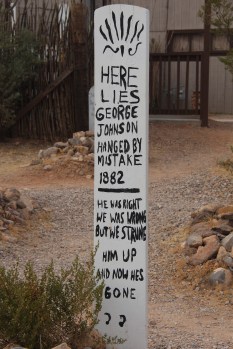 HERE
LIES
GEORGE
JOHNSON
HANGED BY
MISTAKE
1882
HE WAS RIGHT
WE WAS WRONG
BUT WE STRUNG
HIM UP
AND NOW HES
GONE